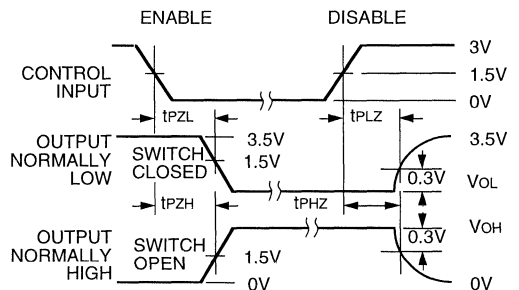 ENABLE DISABLE
CONTROL INPUT
3V
1.5V
0V
tPZL
tPLZ
OUTPUT NORMALLY LOW
SWITCH CLOSED
3.5V
1.5V
3.5V
0.3V
VOL
tPZH
tPHZ
OUTPUT NORMALLY HIGH
SWITCH OPEN
1.5V
0V
VOH
0.3V
0V